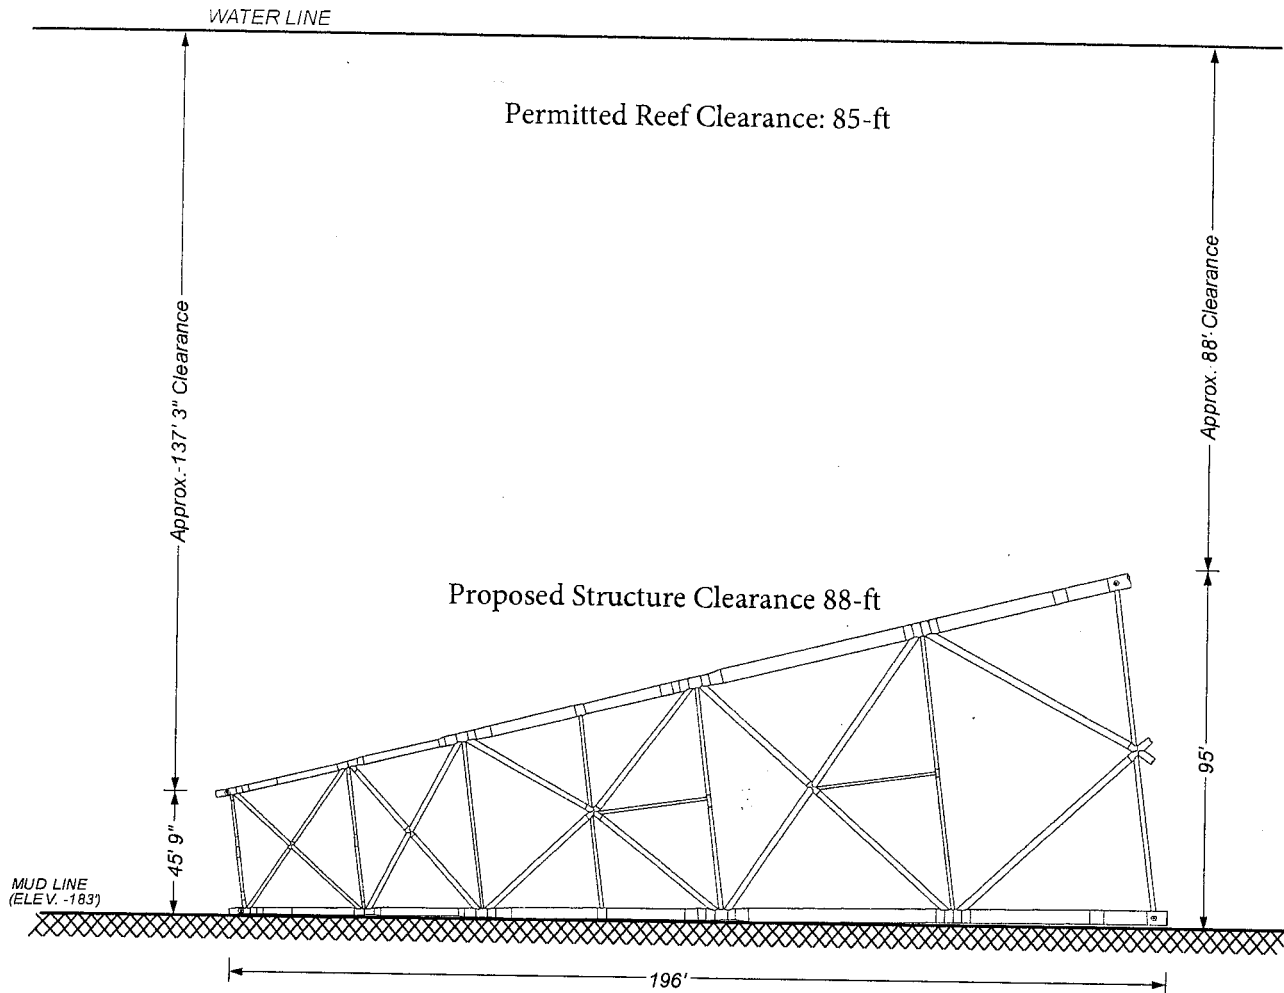 WATER LINE
Permitted Reef Clearance: 85-ft
Approx. 137' 3" Clearance
Approx. 88' Clearance
Proposed Structure Clearance 88-ft
45' 9"
95'
MUD LINE
(ELEV. -183')
196'